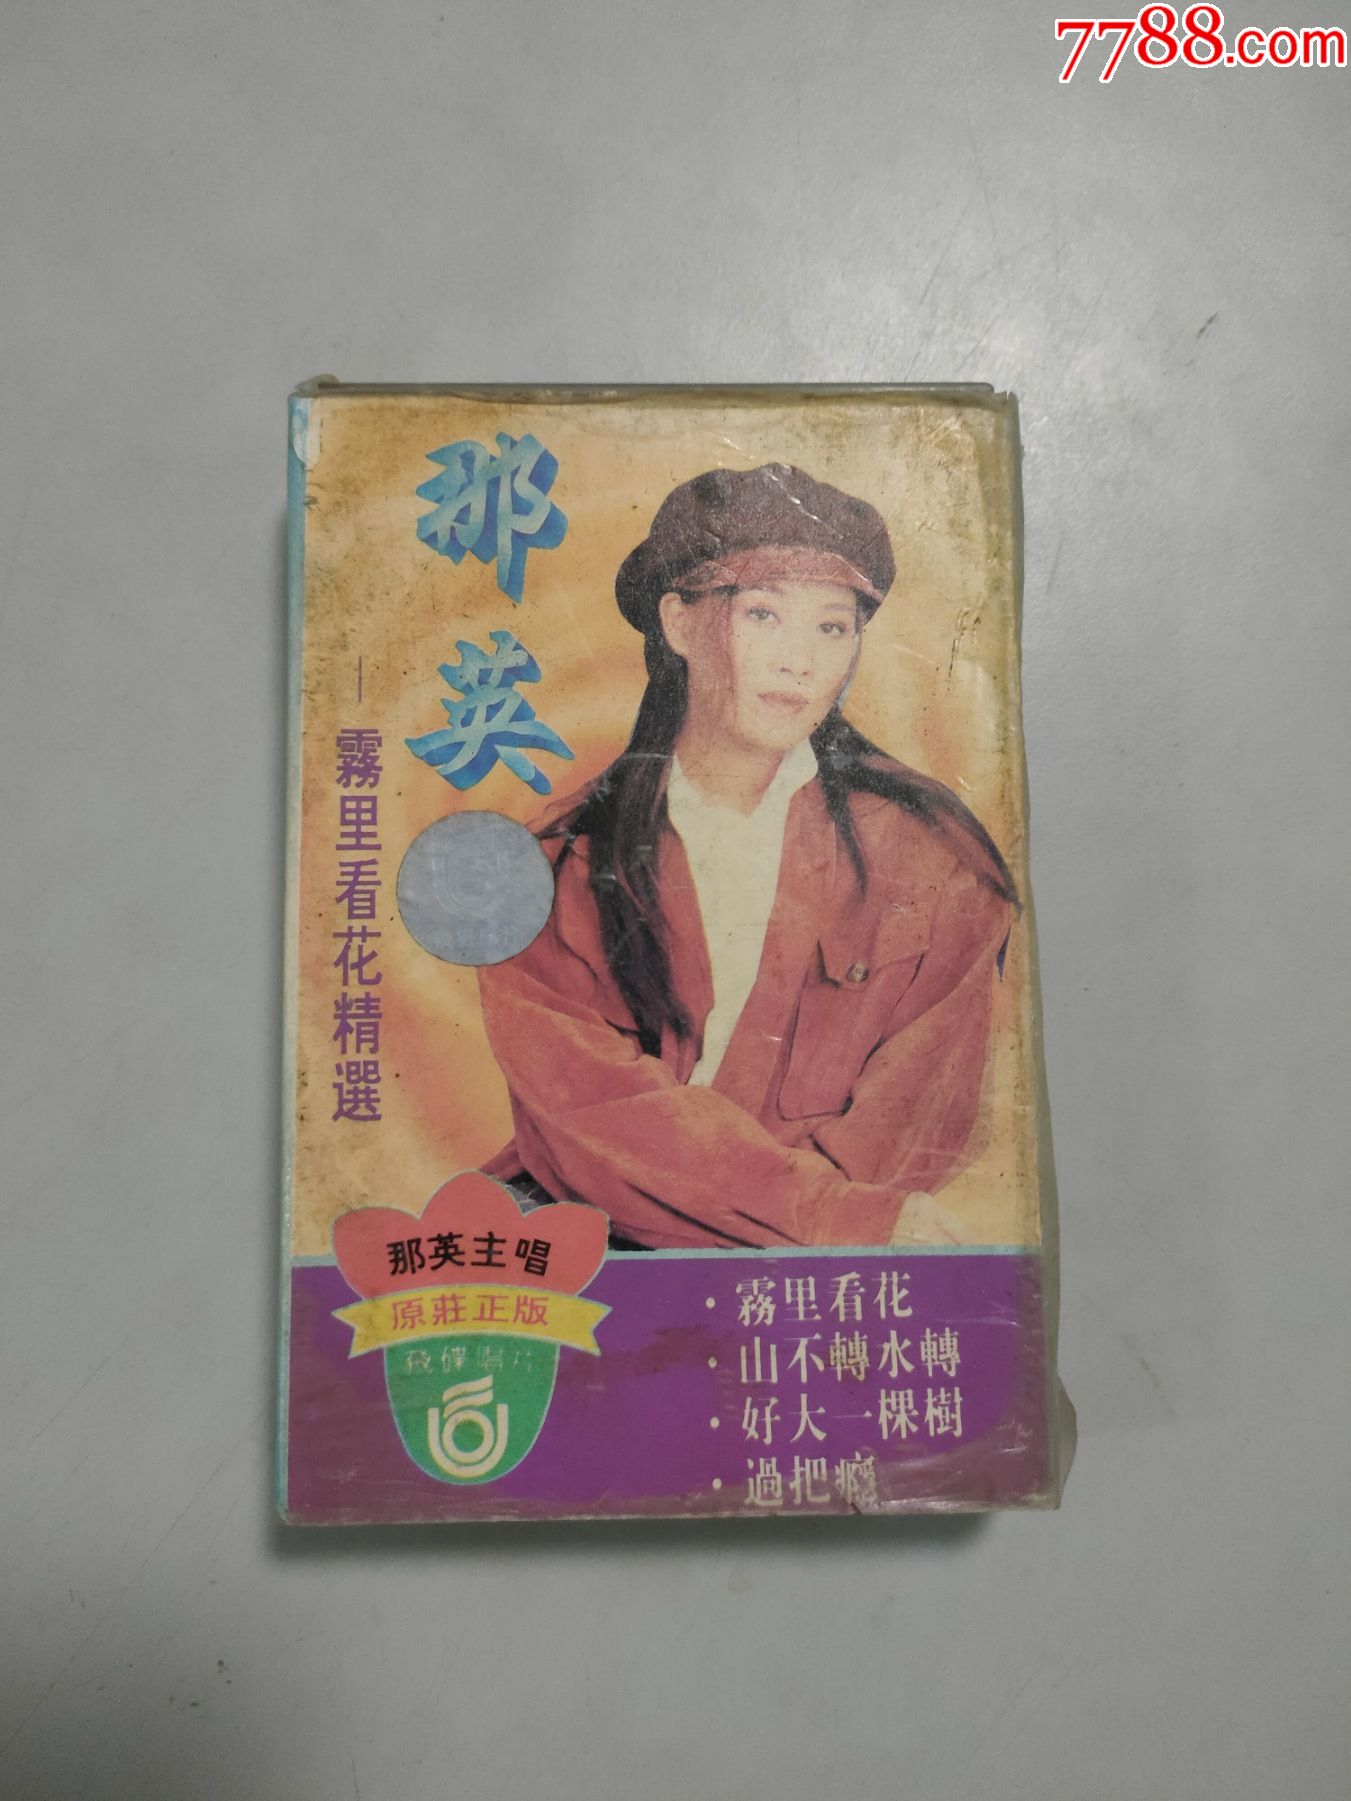 7788.com
那英
霧里看花精選
那英主唱
原莊正版
飛碟唱片
·霧里看花
·山不轉水轉
·好大一棵樹
·過把癮